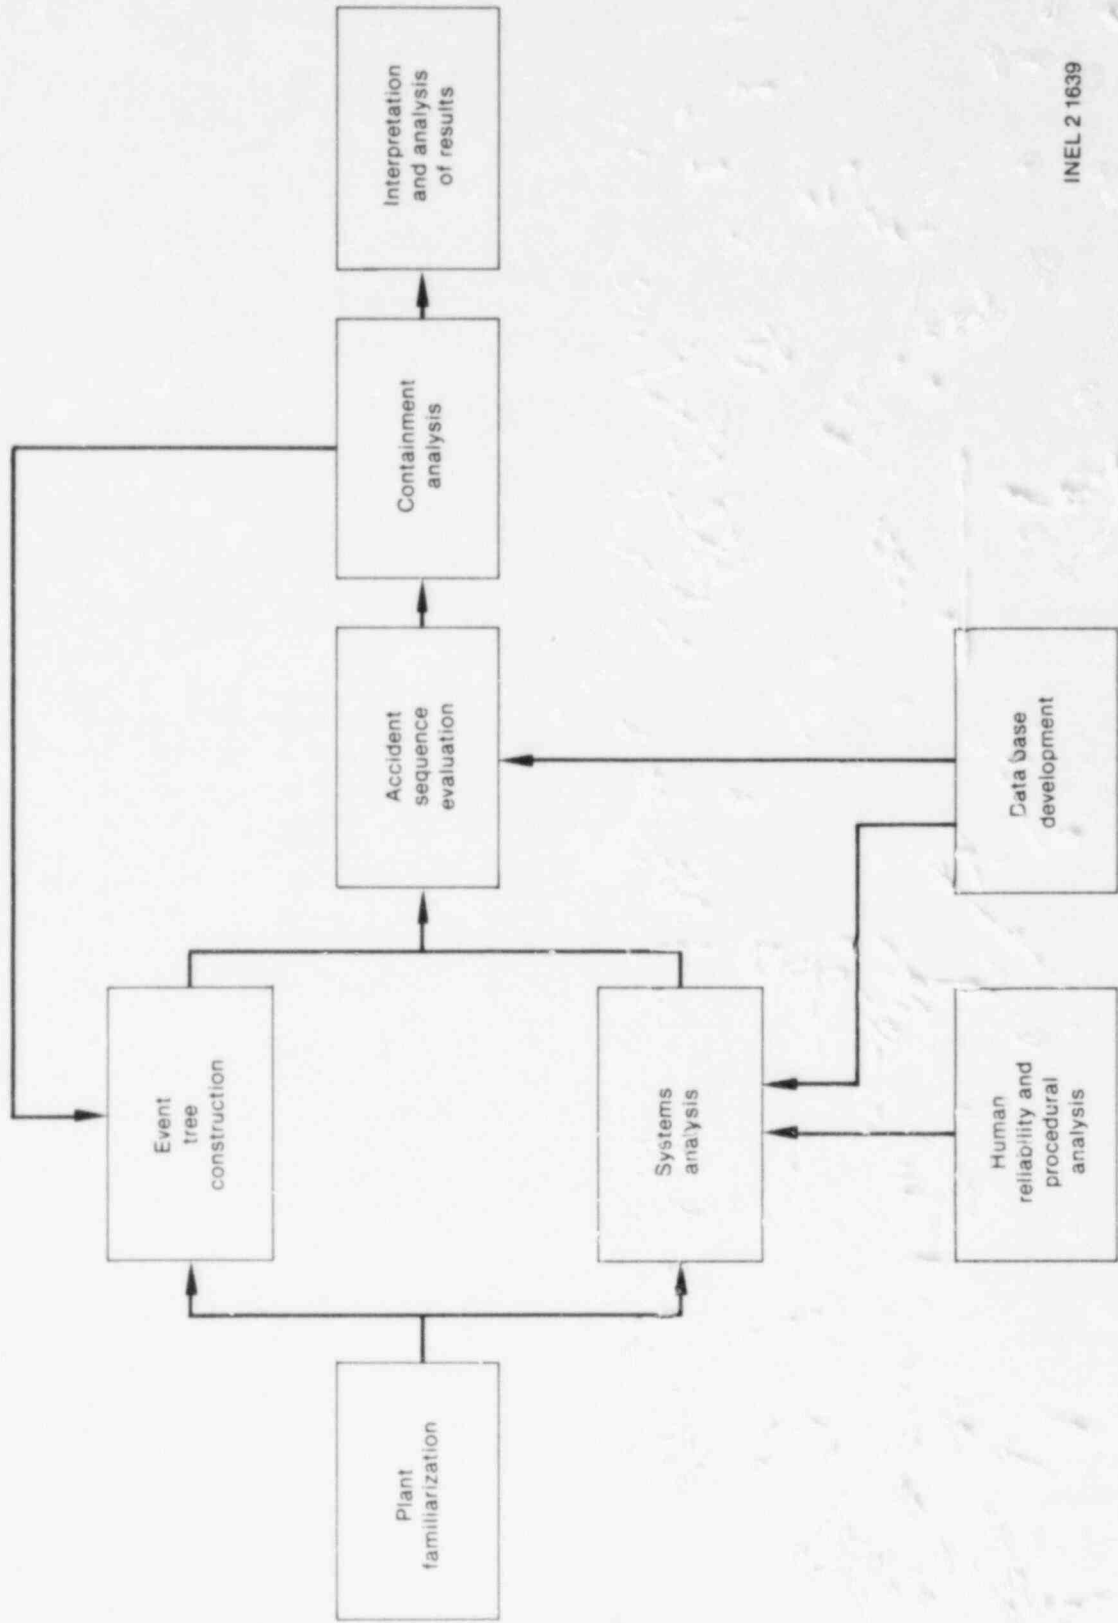 Plant
familiarization
Event
tree
construction
Systems
analysis
Human
reliability and
procedural
analysis
Data base
development
Accident
sequence
evaluation
Containment
analysis
Interpretation
and analysis
of results
INEL 2 1639